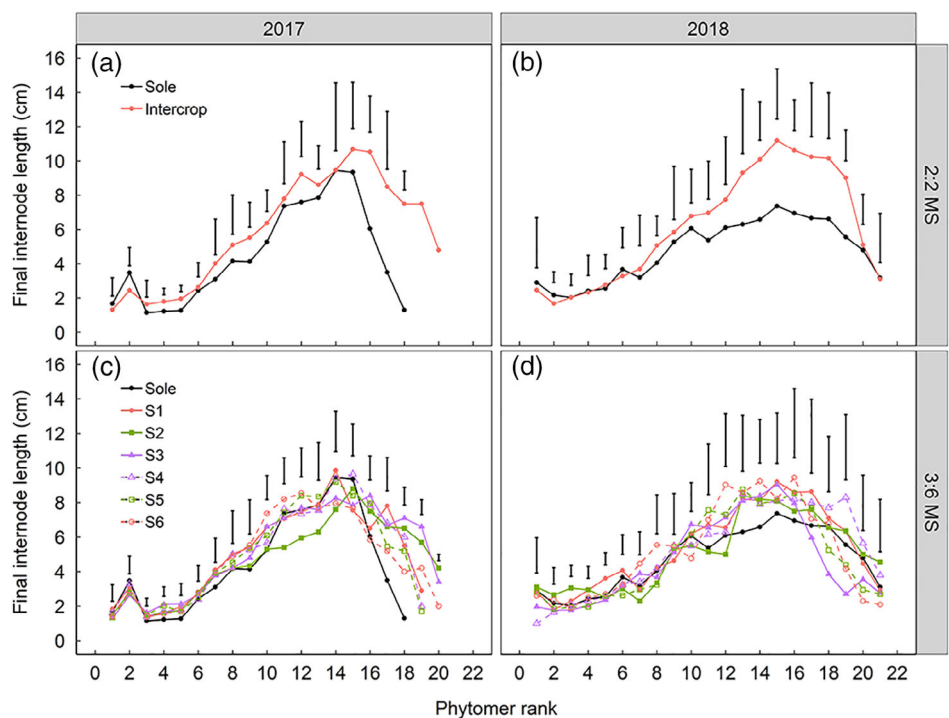 2017
2018
(a)
(b)
16
14
12
10
8
6
4
2
0
Final internode length (cm)
Sole
Intercrop
2:2 MS
(c)
(d)
16
14
12
10
8
6
4
2
0
Final internode length (cm)
Sole
S1
S2
S3
S4
S5
S6
3:6 MS
0 2 4 6 8 10 12 14 16 18 20 22
0 2 4 6 8 10 12 14 16 18 20 22
Phytomer rank